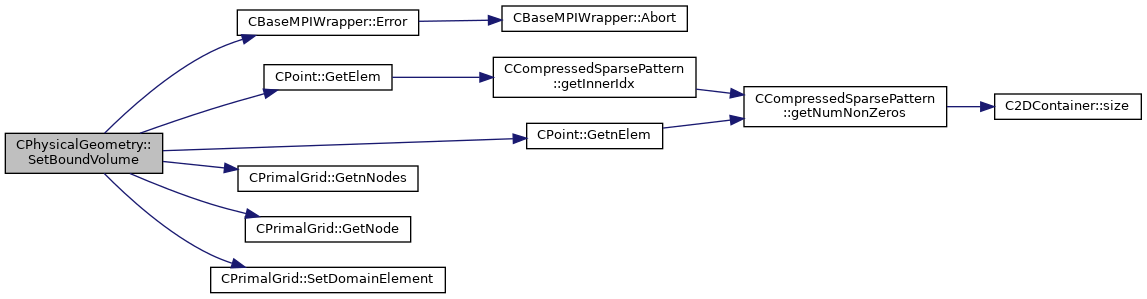 CPhysicalGeometry::
SetBoundVolume
CBaseMPIWrapper::Error
CBaseMPIWrapper::Abort
CPoint::GetElem
CCompressedSparsePattern
::getInnerIdx
CCompressedSparsePattern
::getNumNonZeros
C2DContainer::size
CPoint::GetnElem
CPrimalGrid::GetnNodes
CPrimalGrid::GetNode
CPrimalGrid::SetDomainElement